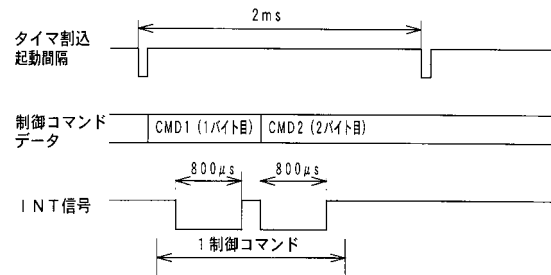 2ms
タイマ割込
起動間隔
制御コマンド
データ
CMD1(1バイト目)
CMD2(2バイト目)
800μs
800μs
INT信号
1制御コマンド